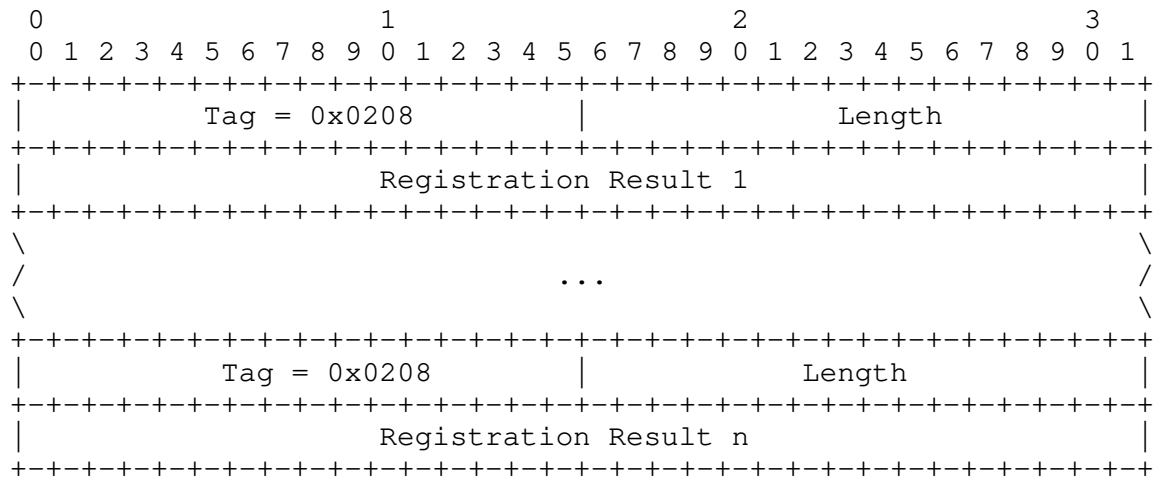 0                   1                   2                   3
 0 1 2 3 4 5 6 7 8 9 0 1 2 3 4 5 6 7 8 9 0 1 2 3 4 5 6 7 8 9 0 1
+-+-+-+-+-+-+-+-+-+-+-+-+-+-+-+-+-+-+-+-+-+-+-+-+-+-+-+-+-+-+-+-+
|          Tag = 0x0208         |              Length           |
+-+-+-+-+-+-+-+-+-+-+-+-+-+-+-+-+-+-+-+-+-+-+-+-+-+-+-+-+-+-+-+-+
|                    Registration Result 1                      |
+-+-+-+-+-+-+-+-+-+-+-+-+-+-+-+-+-+-+-+-+-+-+-+-+-+-+-+-+-+-+-+-+
\                                                               \
/                              ...                              /
\                                                               \
+-+-+-+-+-+-+-+-+-+-+-+-+-+-+-+-+-+-+-+-+-+-+-+-+-+-+-+-+-+-+-+-+
|           Tag = 0x0208        |            Length             |
+-+-+-+-+-+-+-+-+-+-+-+-+-+-+-+-+-+-+-+-+-+-+-+-+-+-+-+-+-+-+-+-+
|                    Registration Result n                      |
+-+-+-+-+-+-+-+-+-+-+-+-+-+-+-+-+-+-+-+-+-+-+-+-+-+-+-+-+-+-+-+-+